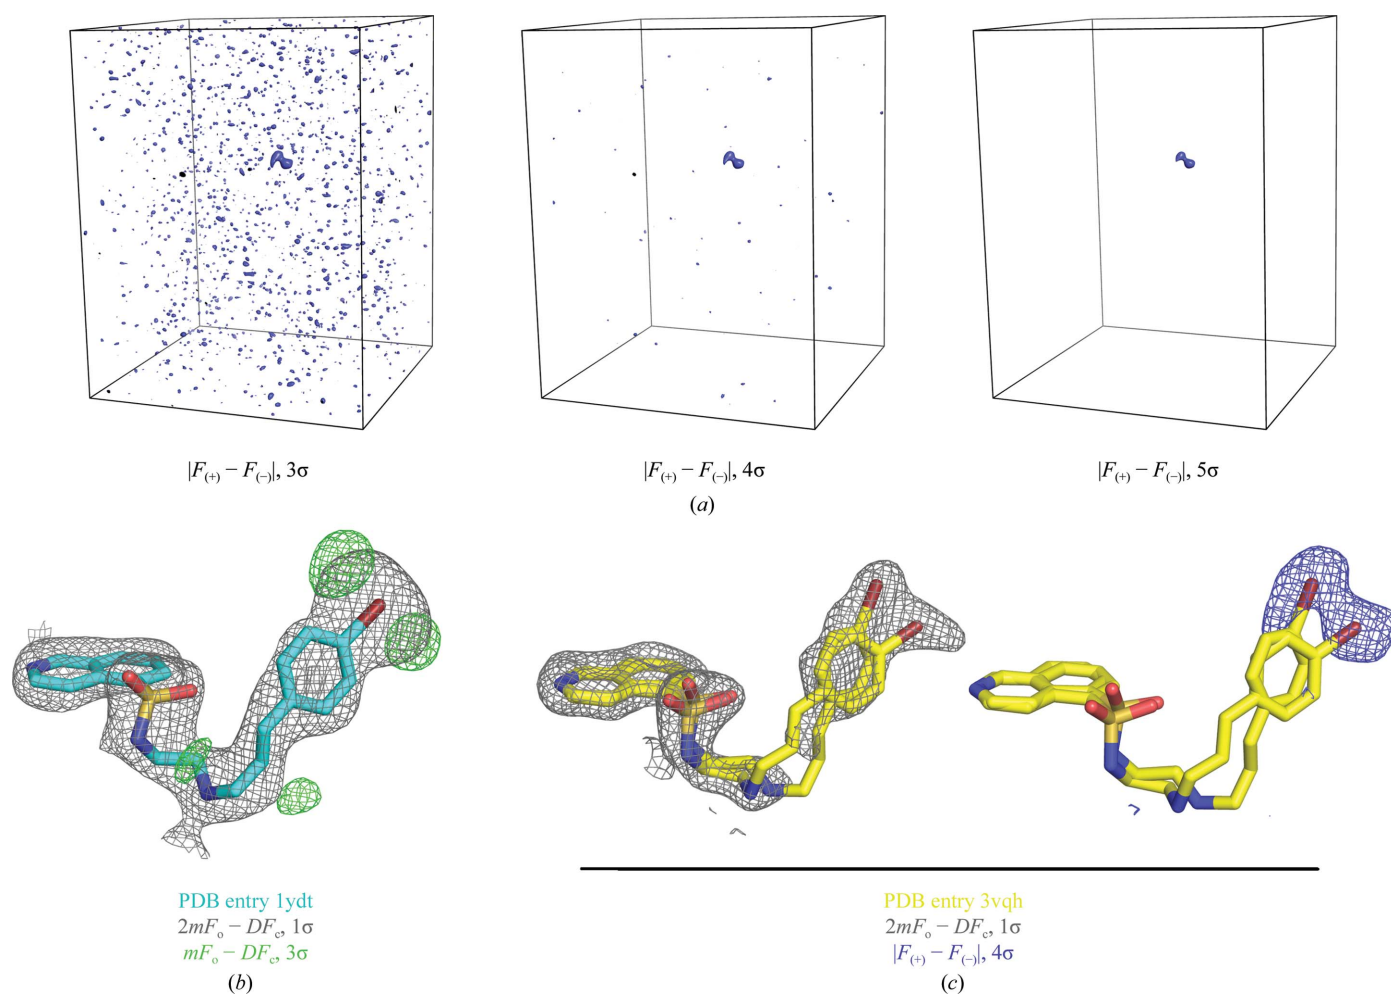 |F(+) − F(−)|, 3σ
|F(+) − F(−)|, 4σ
|F(+) − F(−)|, 5σ
(a)
PDB entry 1ydt
2mFo − DFc, 1σ
mFo − DFc, 3σ
(b)
PDB entry 3vqh
2mFo − DFc, 1σ
|F(+) − F(−)|, 4σ
(c)